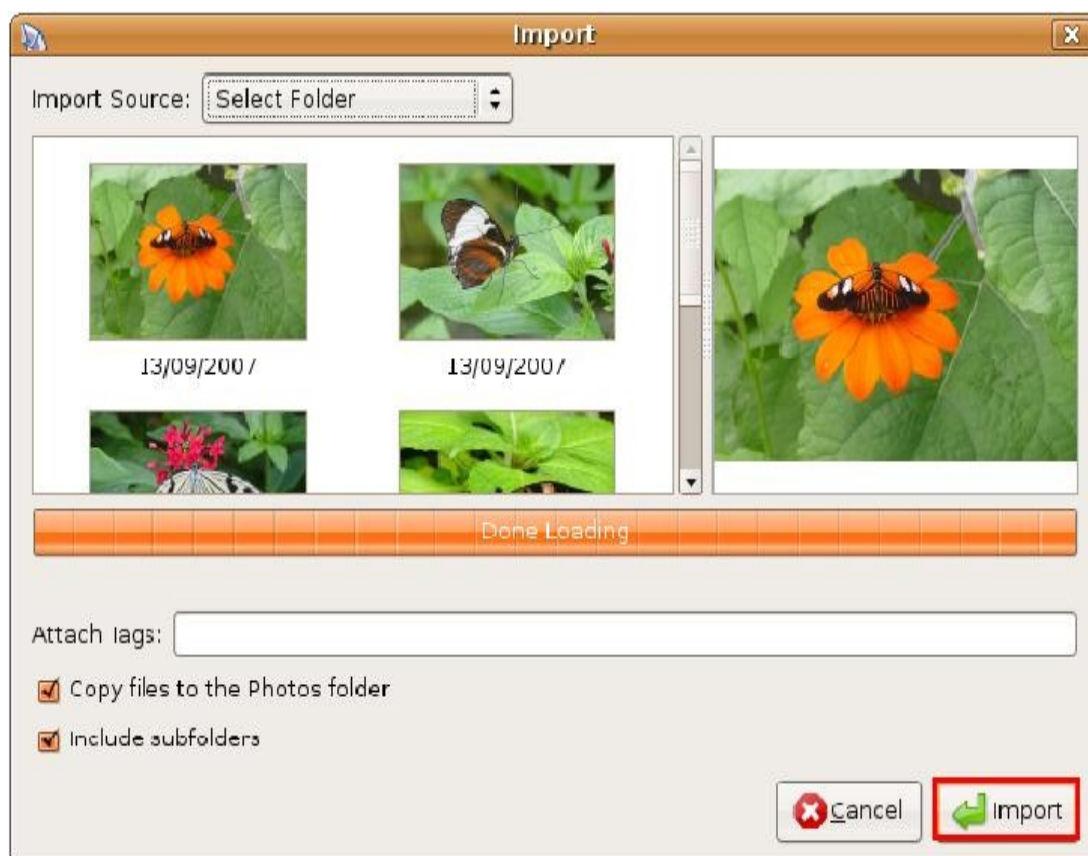 Import
Import Source: Select Folder
13/09/2007 13/09/2007
Done Loading
Attach Tags:
Copy files to the Photos folder
Include subfolders
Cancel Import